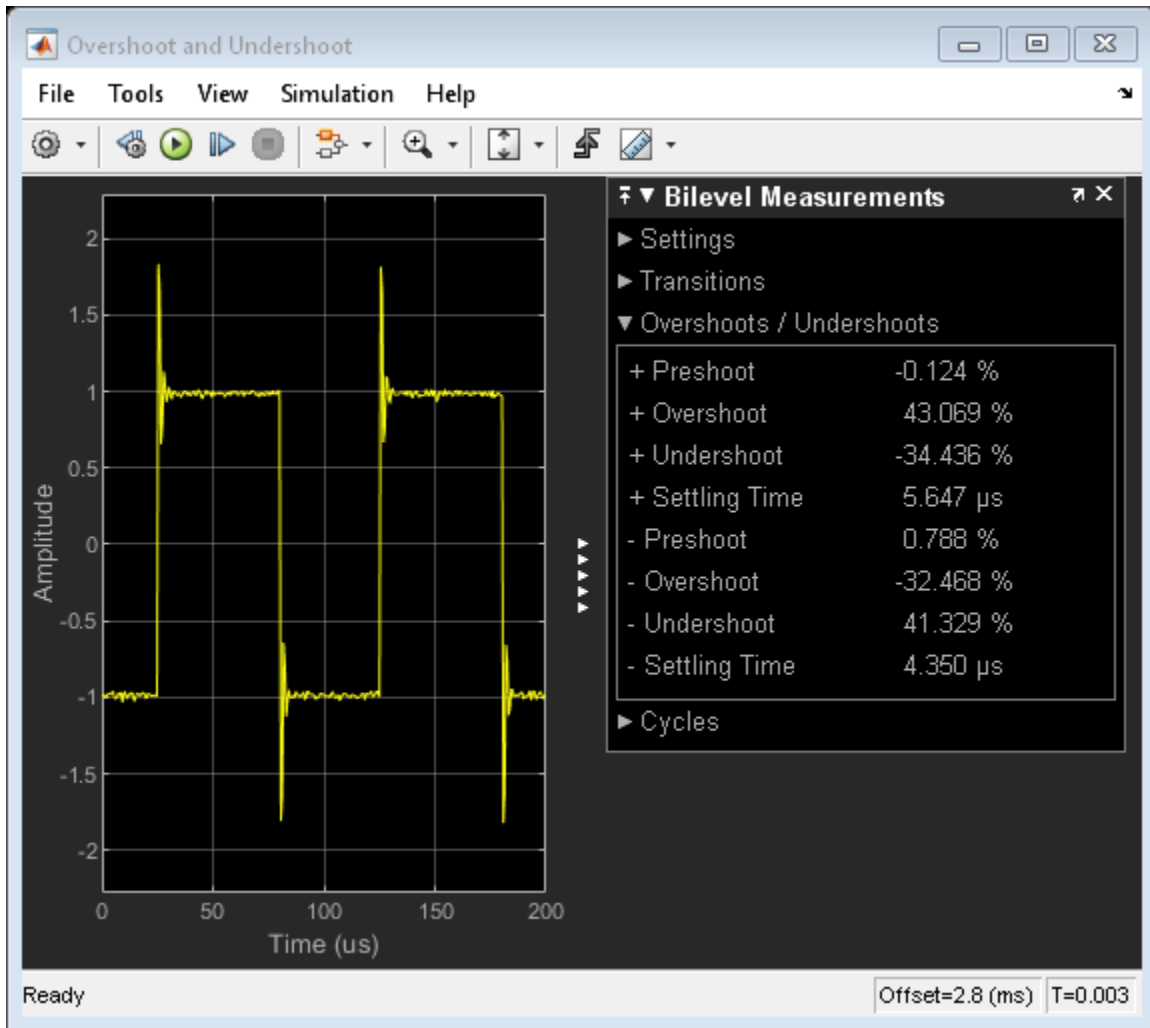 Overshoot and Undershoot
File Tools View Simulation Help
Bilevel Measurements
Settings
Transitions
Overshoots / Undershoots
+ Preshoot -0.124 %
+ Overshoot 43.069 %
+ Undershoot -34.436 %
+ Settling Time 5.647 µs
- Preshoot 0.788 %
- Overshoot -32.468 %
- Undershoot 41.329 %
- Settling Time 4.350 µs
Cycles
Amplitude
2
1.5
1
0.5
0
-0.5
-1
-1.5
-2
0 50 100 150 200
Time (us)
Ready Offset=2.8 (ms) T=0.003